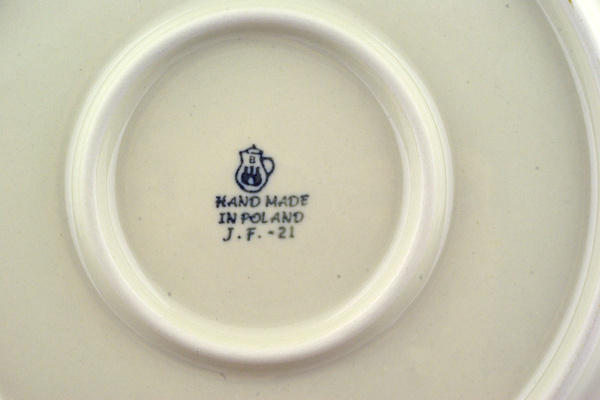 B
HAND MADE
IN POLAND
J.F.-21